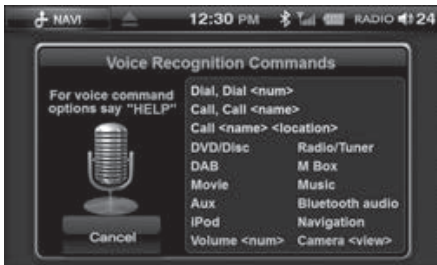 NAVI 12:30 PM RADIO 24
Voice Recognition Commands
For voice command
options say "HELP"
Cancel
Dial, Dial <num>
Call, Call <name>
Call <name> <location>
DVD/Disc Radio/Tuner
DAB M Box
Movie Music
Aux Bluetooth audio
iPod Navigation
Volume <num> Camera <view>